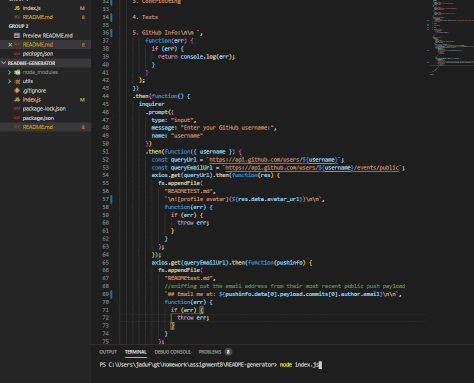 index.js M
README.md 8
GROUP 2
Preview README.md
README.md 8
package.json
README-GENERATOR
node_modules
utils
.gitignore
index.js M
package-lock.json
package.json
README.md 8
32 3. Contributing
33
34 4. Tests
35
36 5. GitHub Info:\n\n `,
37 function(err) {
38 if (err) {
39 return console.log(err);
40 }
41 }
42 );
43 })
44 .then(function() {
45 inquirer
46 .prompt({
47 type: "input",
48 message: "Enter your GitHub username:",
49 name: "username"
50 })
51 .then(function({ username }) {
52 const queryUrl = `https://api.github.com/users/${username}`;
53 const queryEmailUrl = `https://api.github.com/users/${username}/events/public`;
54 axios.get(queryUrl).then(function(res) {
55 fs.appendFile(
56 "READMETEST.md",
57 `\n![profile avatar](${res.data.avatar_url})\n\n`,
58 function(err) {
59 if (err) {
60 throw err;
61 }
62 }
63 );
64 });
65 axios.get(queryEmailUrl).then(function(pushinfo) {
66 fs.appendFile(
67 "READMEtest.md",
68 //sniffing out the email address from their most recent public push payload
69 `## Email me at: ${pushinfo.data[0].payload.commits[0].author.email}\n\n`,
70 function(err) {
71 if (err) {
72 throw err;
73 }
74 }
75 );
OUTPUT TERMINAL DEBUG CONSOLE PROBLEMS 8
PS C:\Users\jaduf\gt\homework\assignment8\README-generator> node index.js